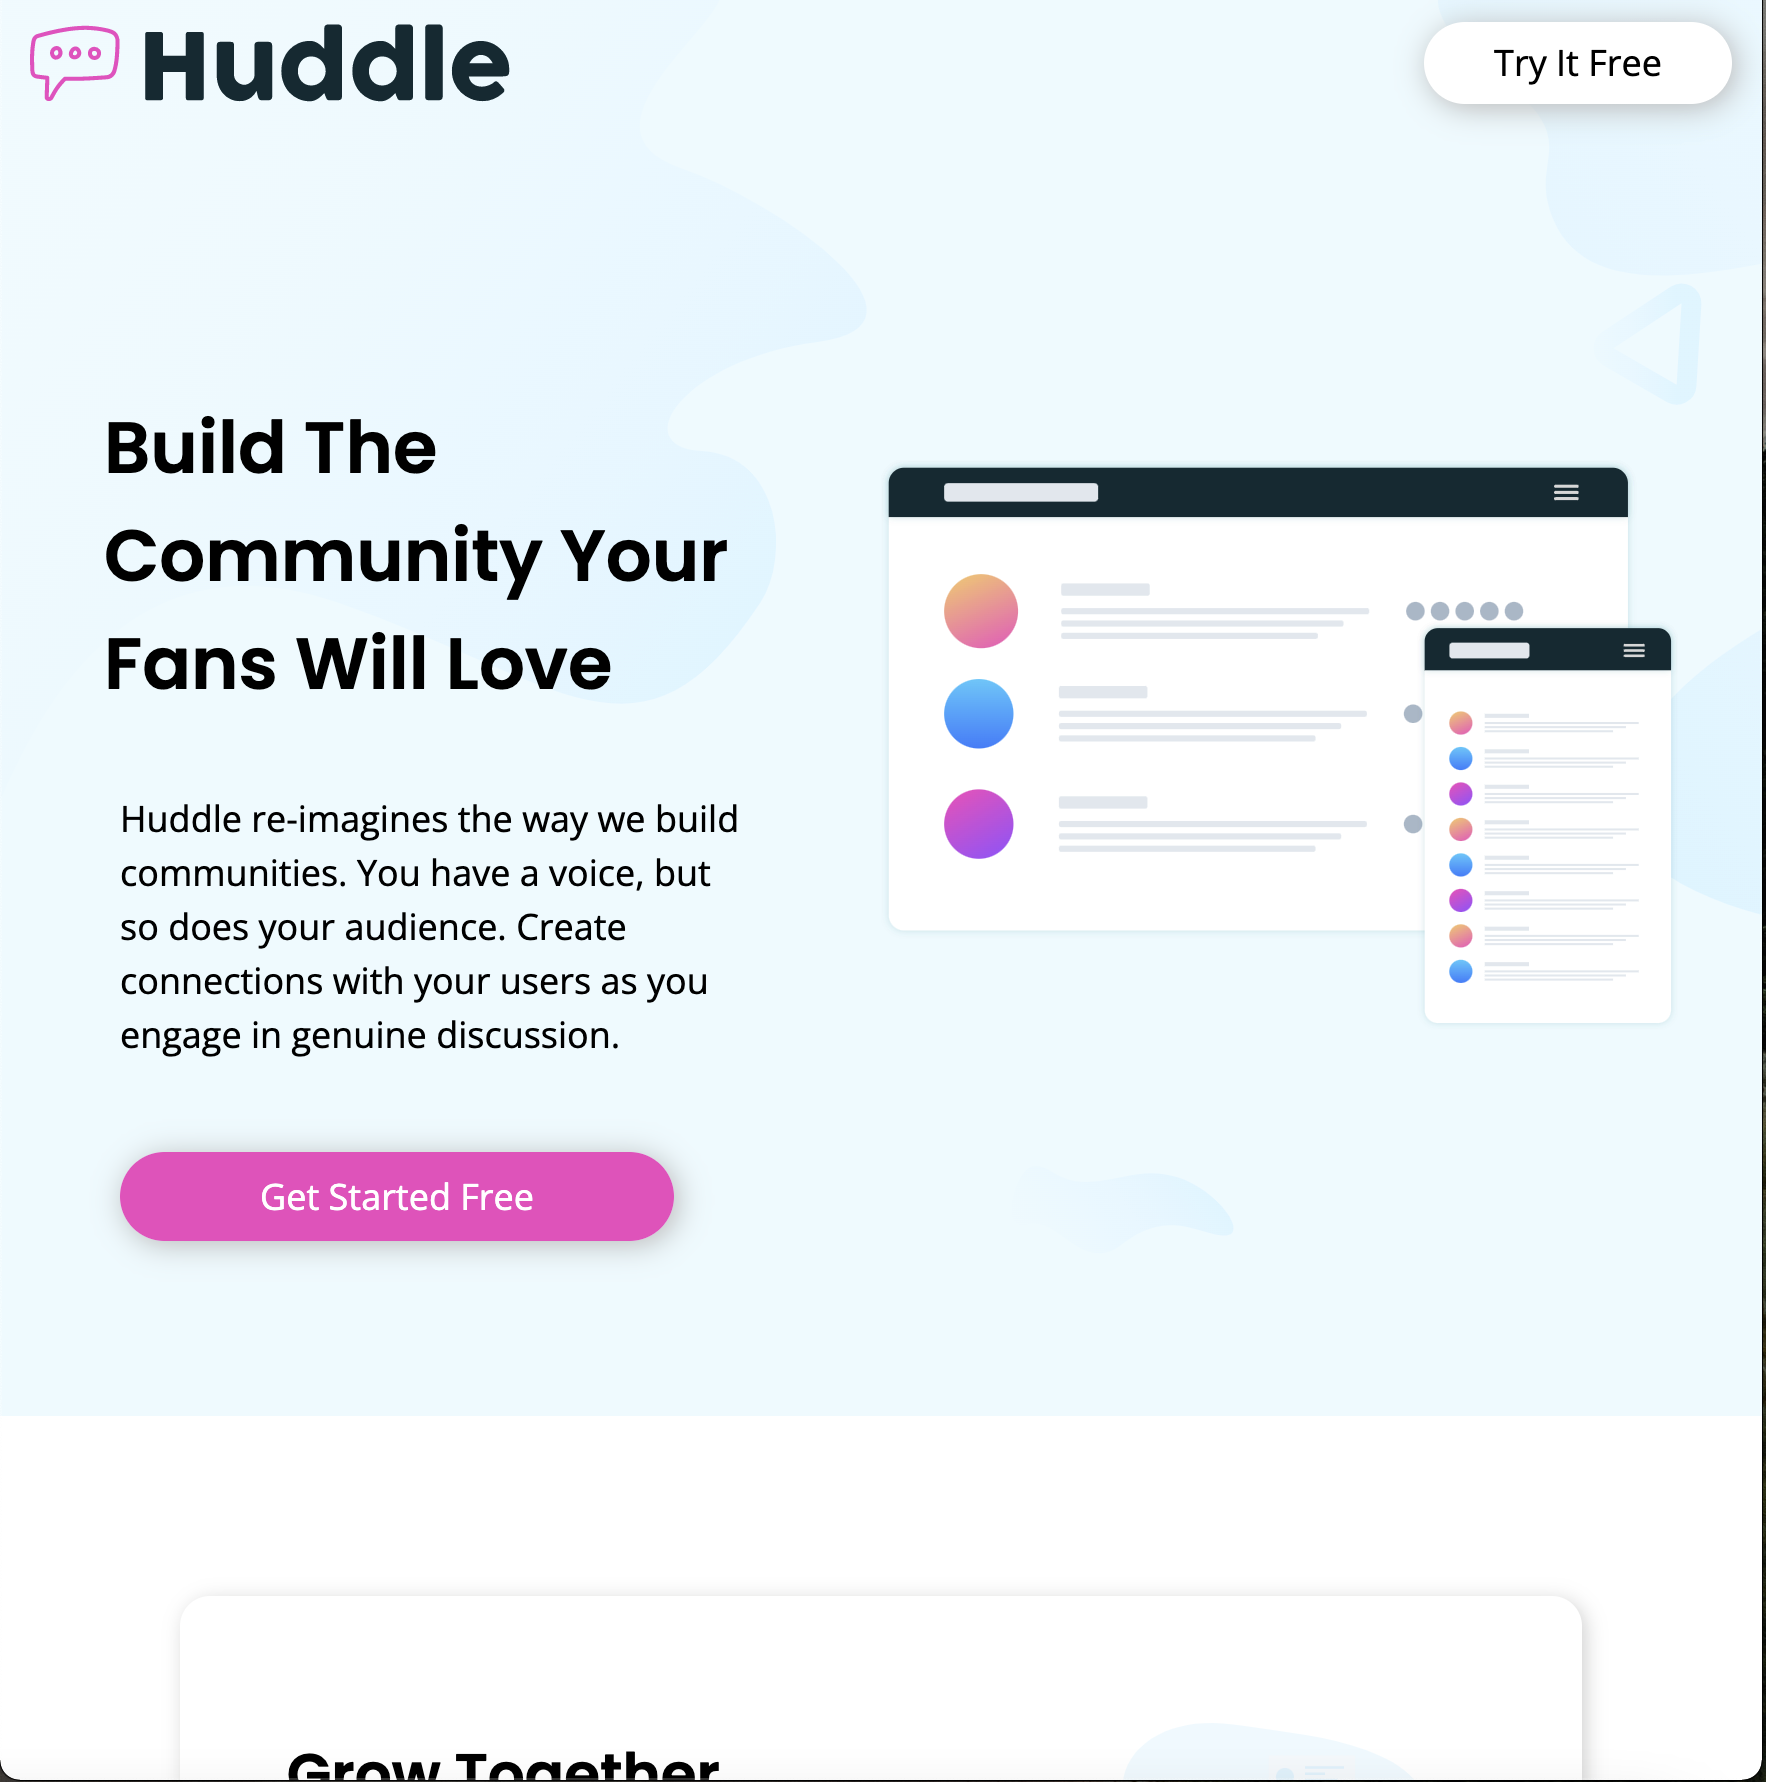 Huddle
Try It Free
Build The
Community Your
Fans Will Love
Huddle re-imagines the way we build
communities. You have a voice, but
so does your audience. Create
connections with your users as you
engage in genuine discussion.
Get Started Free
Grow Together